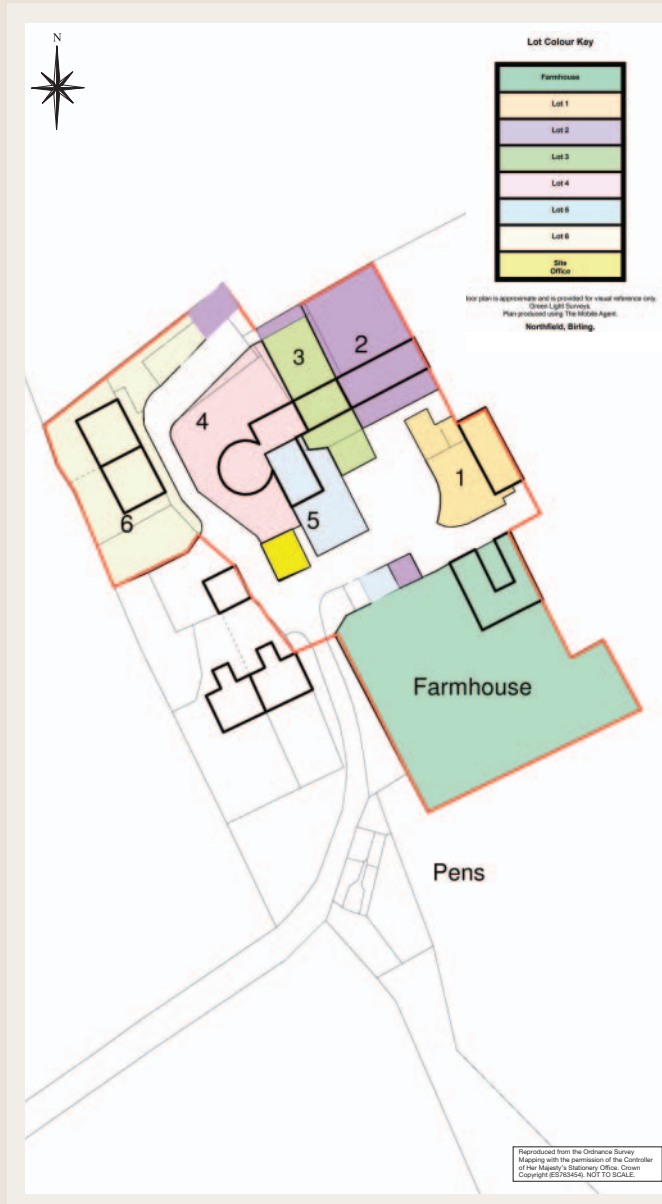 N
Lot Colour Key
Farmhouse
Lot 1
Lot 2
Lot 3
Lot 4
Lot 5
Lot 6
Site
Office
loor plan is approximate and is provided for visual reference only.
Green Light Surveys.
Plan produced using The Mobile Agent.
Northfield, Birling.
2
3
4
1
5
6
Farmhouse
Pens
Reproduced from the Ordnance Survey
Mapping with the permission of the Controller
of Her Majesty's Stationery Office. Crown
Copyright (ES763454). NOT TO SCALE.